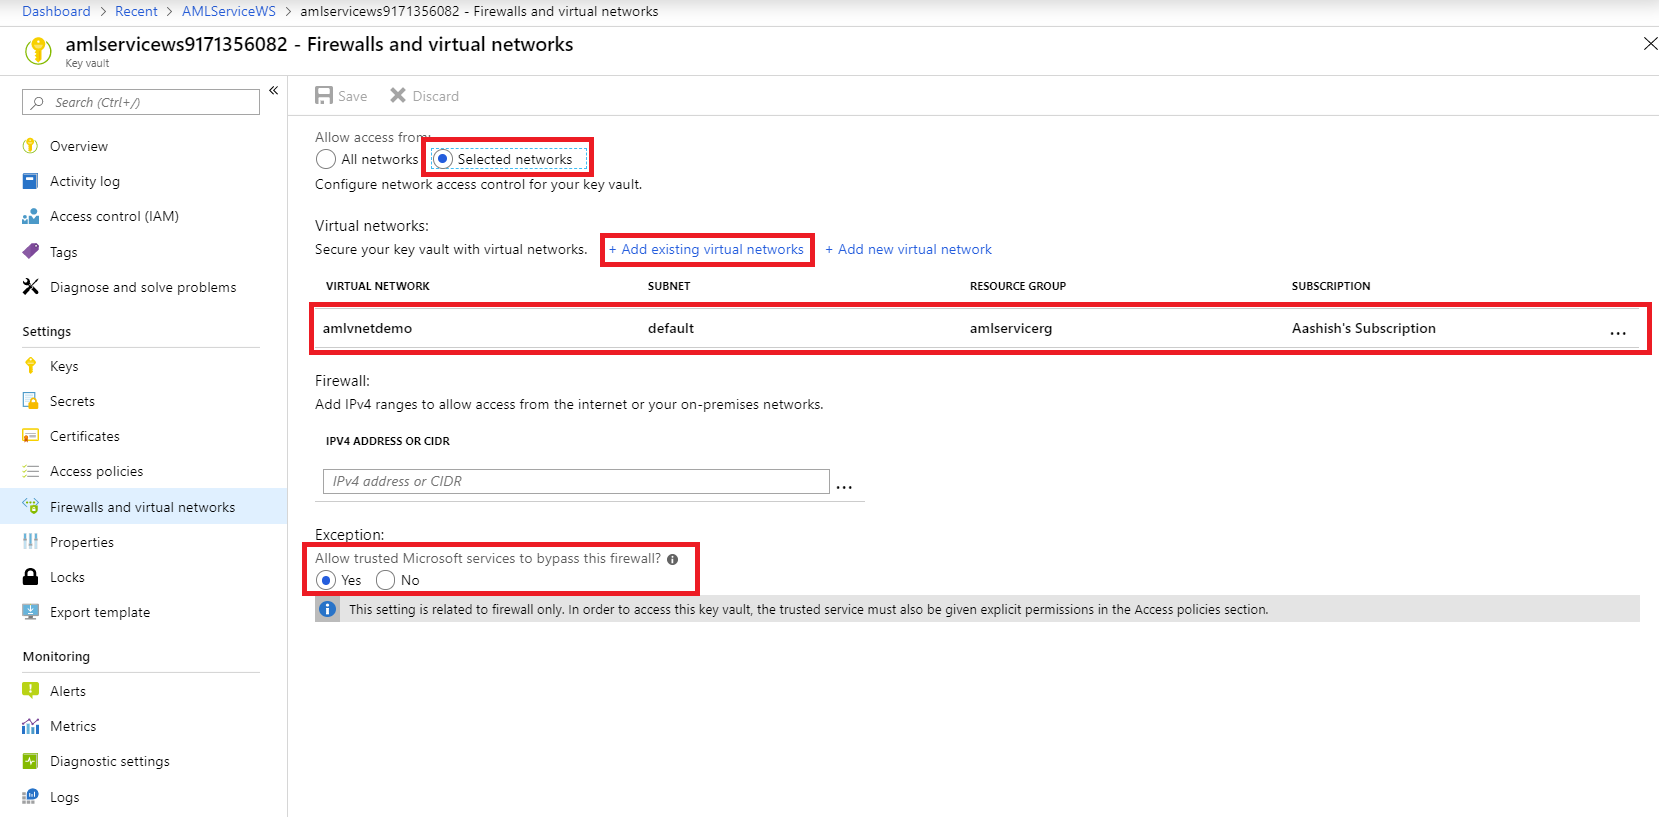 Dashboard > Recent > AMLServiceWS > amlservicews9171356082 - Firewalls and virtual networks
amlservicews9171356082 - Firewalls and virtual networks
Key vault
Search (Ctrl+/)
Overview
Activity log
Access control (IAM)
Tags
Diagnose and solve problems
Settings
Keys
Secrets
Certificates
Access policies
Firewalls and virtual networks
Properties
Locks
Export template
Monitoring
Alerts
Metrics
Diagnostic settings
Logs
Save Discard
Allow access from:
All networks Selected networks
Configure network access control for your key vault.
Virtual networks:
Secure your key vault with virtual networks. + Add existing virtual networks + Add new virtual network
VIRTUAL NETWORK SUBNET RESOURCE GROUP SUBSCRIPTION
amlvnetdemo default amlservicerg Aashish's Subscription ...
Firewall:
Add IPv4 ranges to allow access from the internet or your on-premises networks.
IPV4 ADDRESS OR CIDR
IPv4 address or CIDR ...
Exception:
Allow trusted Microsoft services to bypass this firewall?
Yes No
This setting is related to firewall only. In order to access this key vault, the trusted service must also be given explicit permissions in the Access policies section.